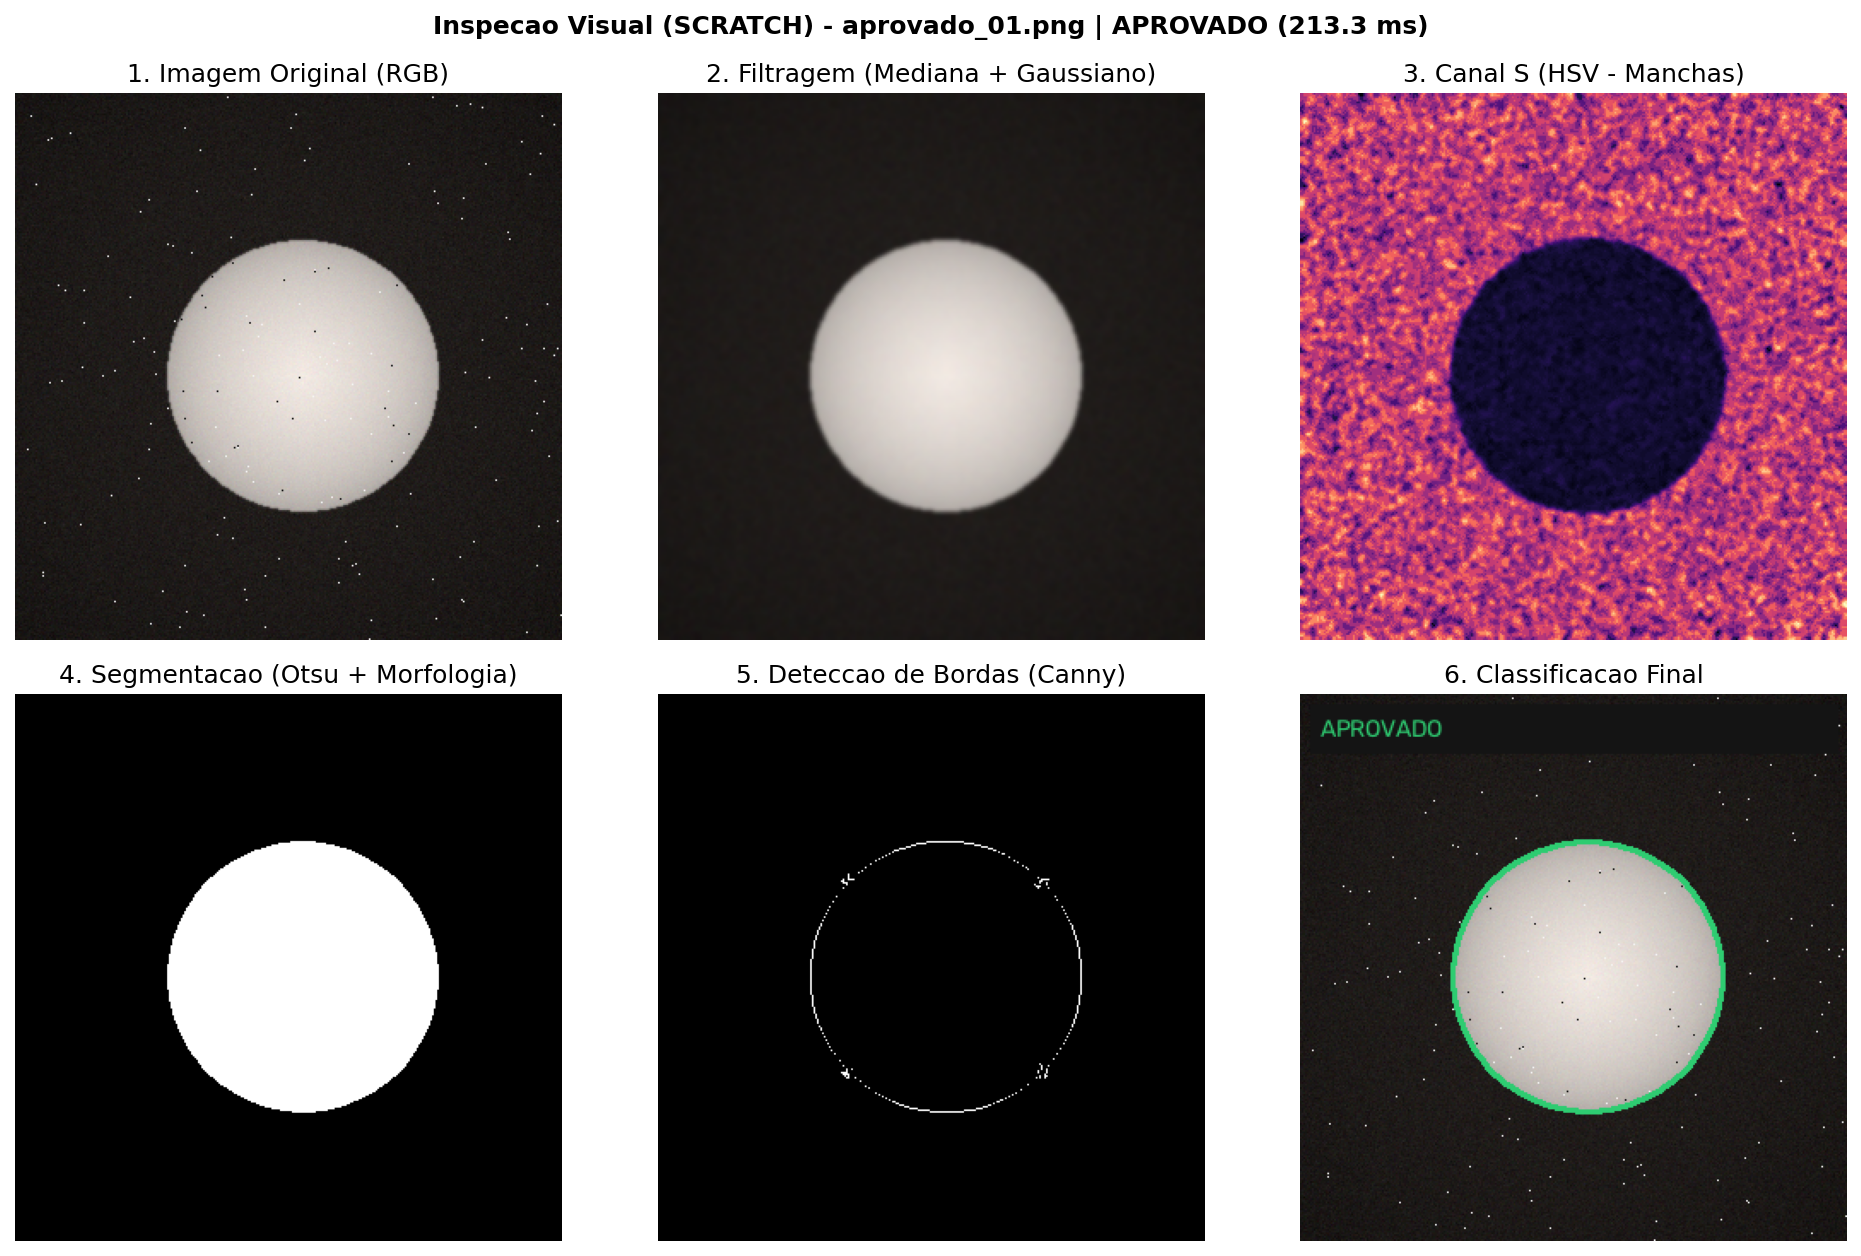 Inspecao Visual (SCRATCH) - aprovado_01.png | APROVADO (213.3 ms)
1. Imagem Original (RGB)
2. Filtragem (Mediana + Gaussiano)
3. Canal S (HSV - Manchas)
4. Segmentacao (Otsu + Morfologia)
5. Deteccao de Bordas (Canny)
6. Classificacao Final
APROVADO